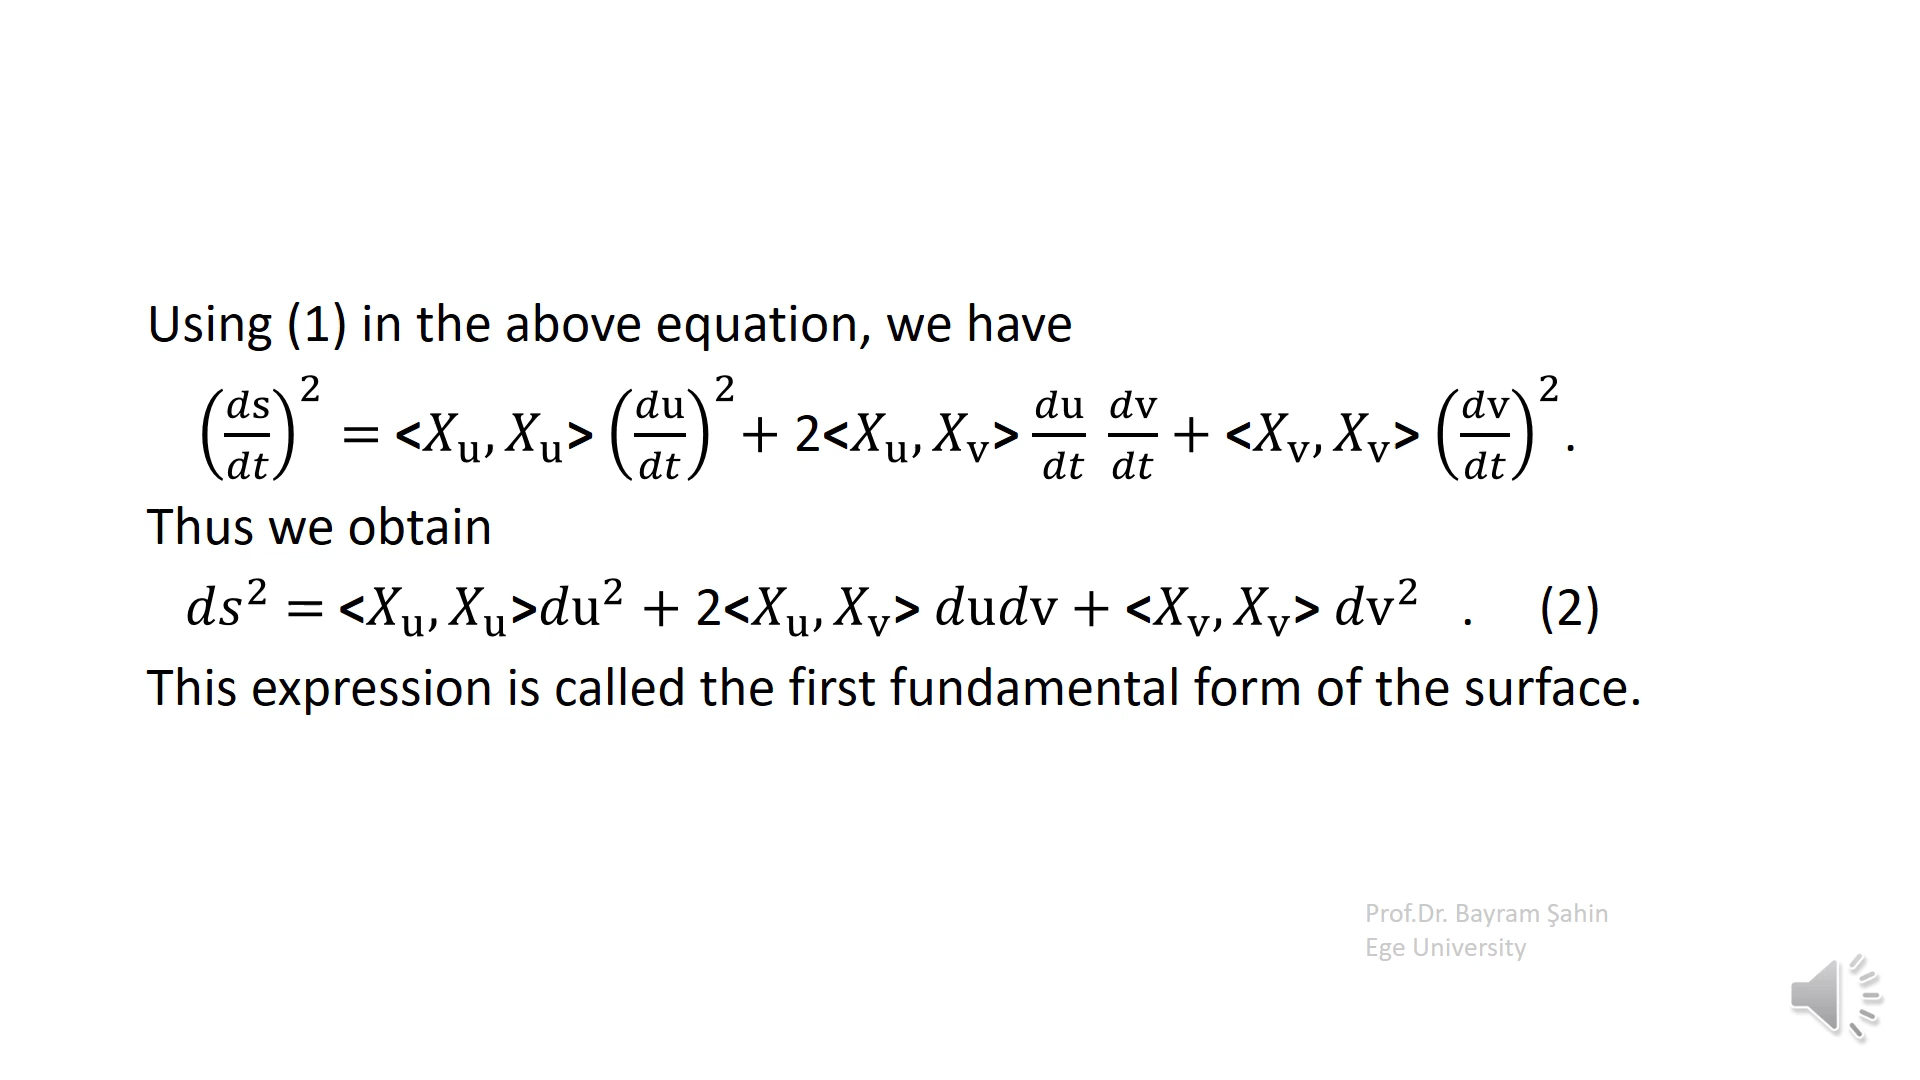 Using (1) in the above equation, we have
(ds/dt)² = <X_u, X_u> (du/dt)² + 2<X_u, X_v> du/dt dv/dt + <X_v, X_v> (dv/dt)².
Thus we obtain
ds² = <X_u, X_u>du² + 2<X_u, X_v> dudv + <X_v, X_v> dv² . (2)
This expression is called the first fundamental form of the surface.
Prof.Dr. Bayram Şahin
Ege University